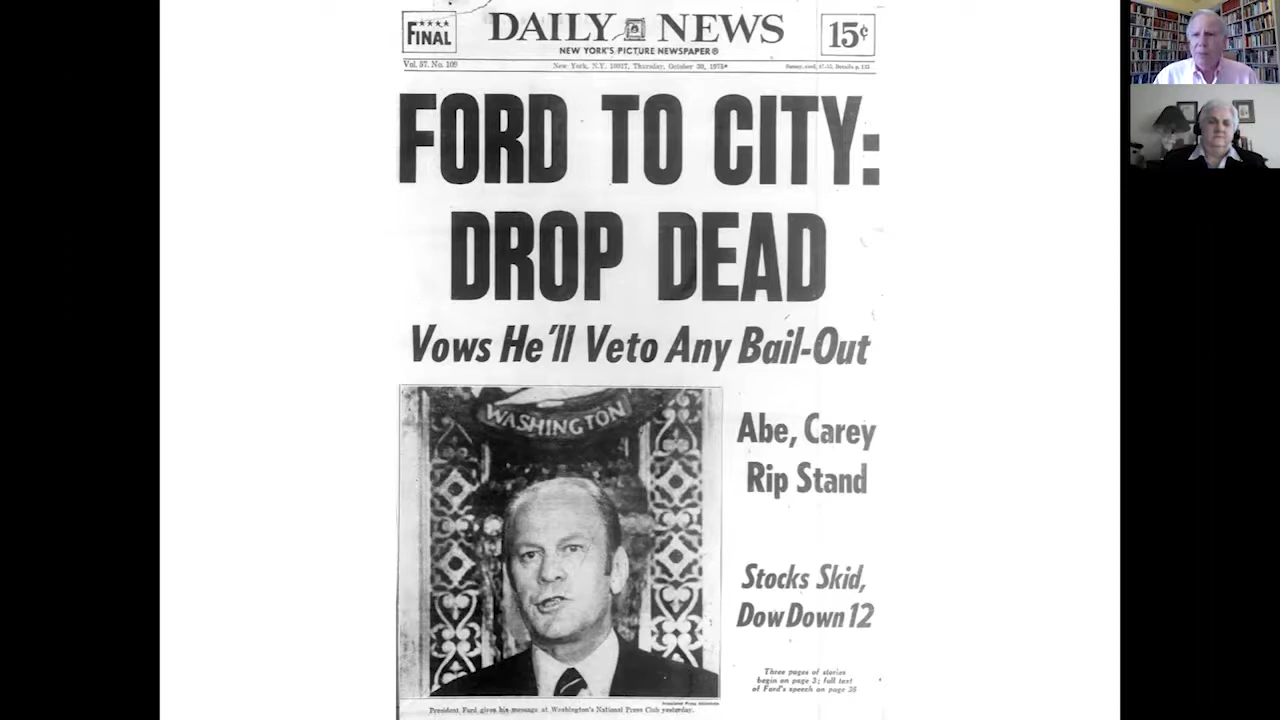 FINAL
DAILY NEWS
NEW YORK'S PICTURE NEWSPAPER®
15¢
Vol. 57. No. 109
New York, N.Y. 10017, Thursday, October 30, 1975*
FORD TO CITY:
DROP DEAD
Vows He'll Veto Any Bail-Out
WASHINGTON
Abe, Carey
Rip Stand
Stocks Skid,
Dow Down 12
Three pages of stories
begin on page 3; full text
of Ford's speech on page 36
President Ford gives his message at Washington's National Press Club yesterday.